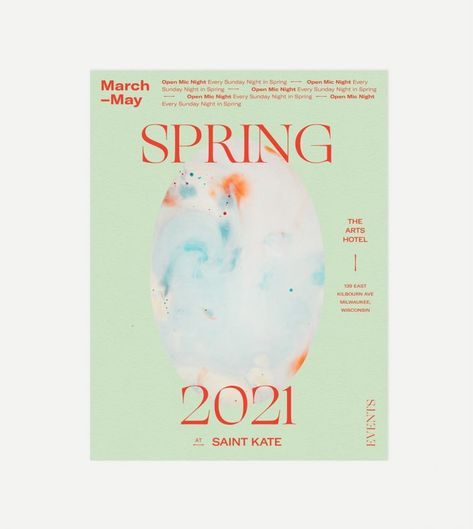 March
–May
Open Mic Night Every Sunday Night in Spring ⟶ Open Mic Night Every
Sunday Night in Spring ⟶ Open Mic Night Every Sunday Night in Spring
⟶ Open Mic Night Every Sunday Night in Spring ⟶ Open Mic Night
Every Sunday Night in Spring
SPRING
THE
ARTS
HOTEL
139 EAST
KILBOURN AVE
MILWAUKEE,
WISCONSIN
2021
AT SAINT KATE
EVENTS